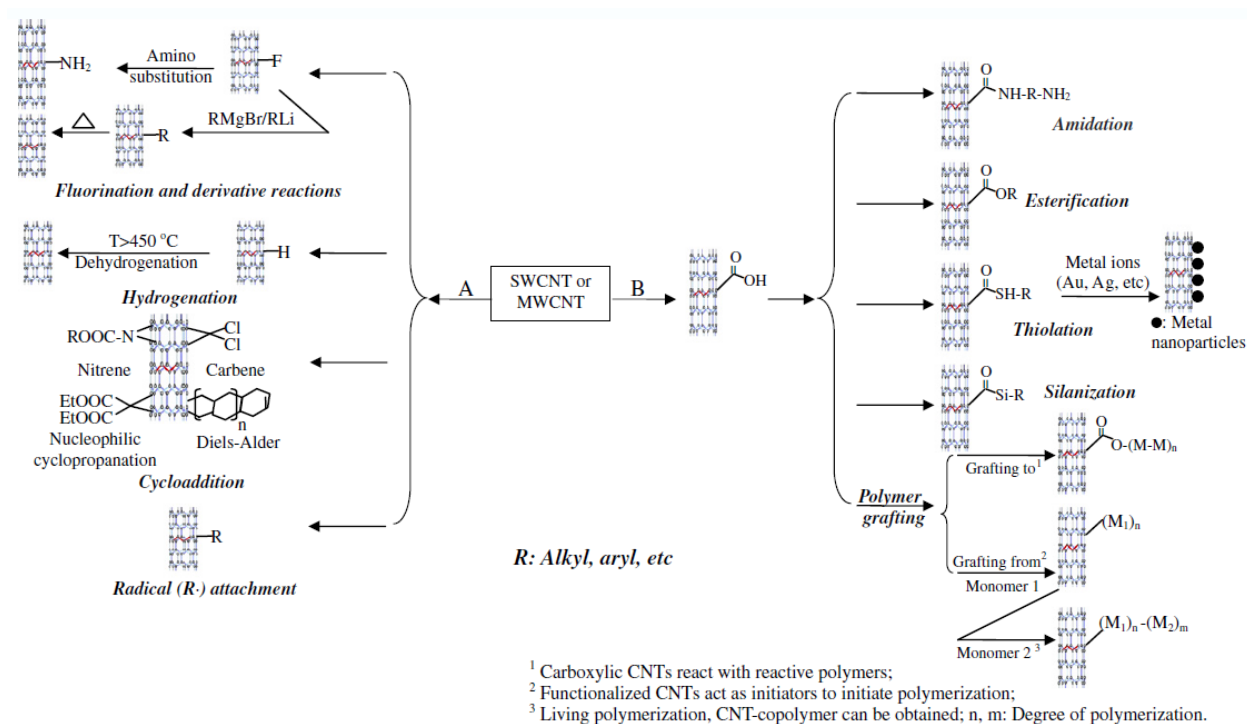 NH2
Amino
substitution
F
RMgBr/RLi
R
Fluorination and derivative reactions
T>450 °C
Dehydrogenation
H
Hydrogenation
ROOC-N
Cl
Cl
Nitrene
Carbene
EtOOC
EtOOC
n
Nucleophilic
cyclopropanation
Diels-Alder
Cycloaddition
R
Radical (R·) attachment
A
SWCNT or
MWCNT
B
O
OH
R: Alkyl, aryl, etc
O
NH-R-NH2
Amidation
O
OR
Esterification
O
SH-R
Thiolation
Metal ions
(Au, Ag, etc)
●: Metal
nanoparticles
O
Si-R
Silanization
Polymer
grafting
Grafting to1
O
O-(M-M)n
Grafting from2
Monomer 1
(M1)n
Monomer 2 3
(M1)n-(M2)m
1 Carboxylic CNTs react with reactive polymers;
2 Functionalized CNTs act as initiators to initiate polymerization;
3 Living polymerization, CNT-copolymer can be obtained; n, m: Degree of polymerization.